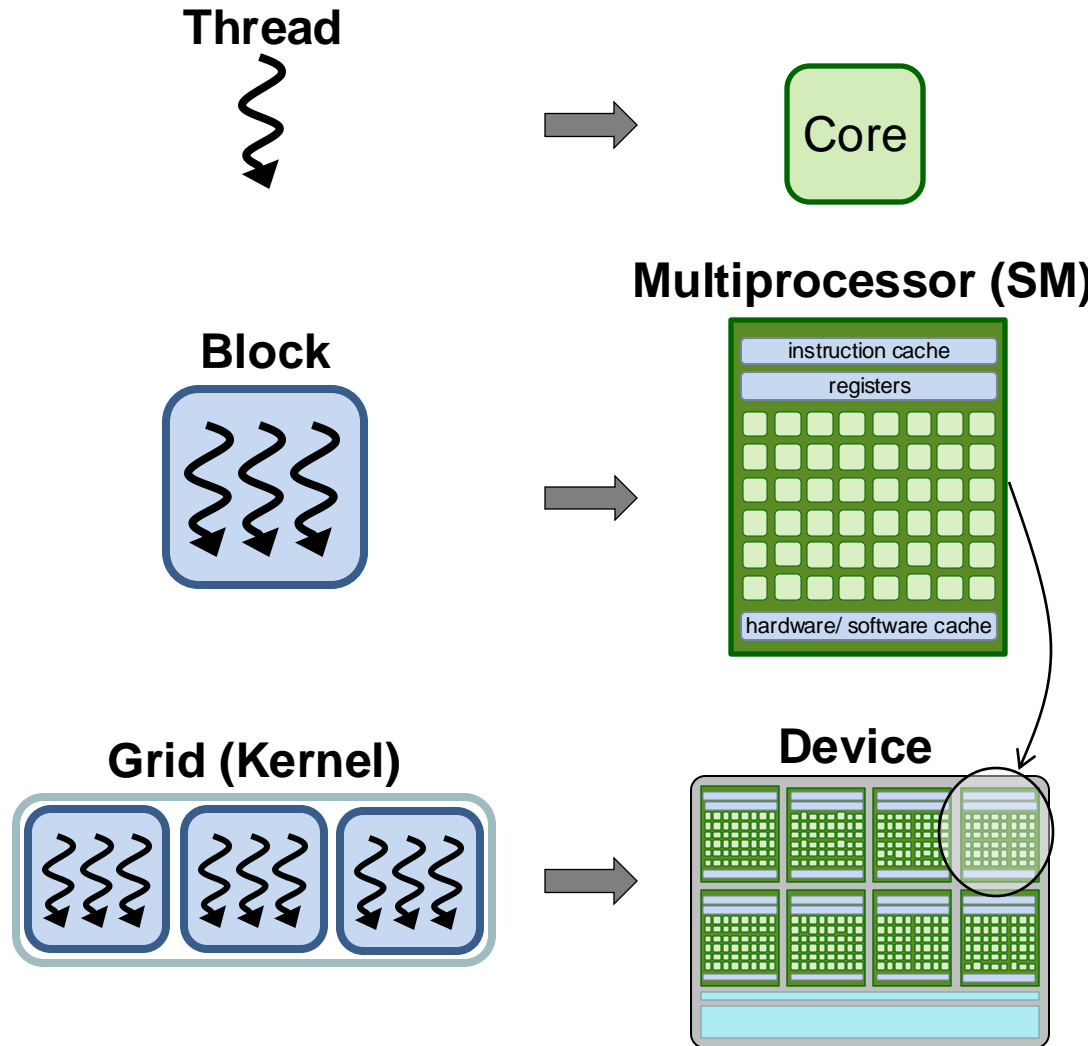 Thread
Core
Multiprocessor (SM)
Block
instruction cache
registers
hardware/ software cache
Grid (Kernel)
Device